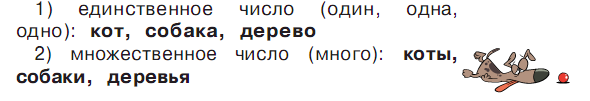 1) единственное число (один, одна,
одно): кот, собака, дерево
2) множественное число (много): коты,
собаки, деревья